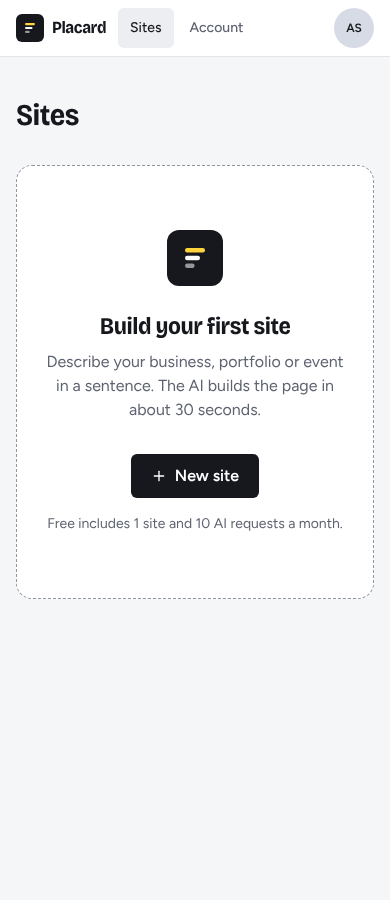 Placard
Sites
Account
AS
Sites
Build your first site
Describe your business, portfolio or event
in a sentence. The AI builds the page in
about 30 seconds.
+ New site
Free includes 1 site and 10 AI requests a month.